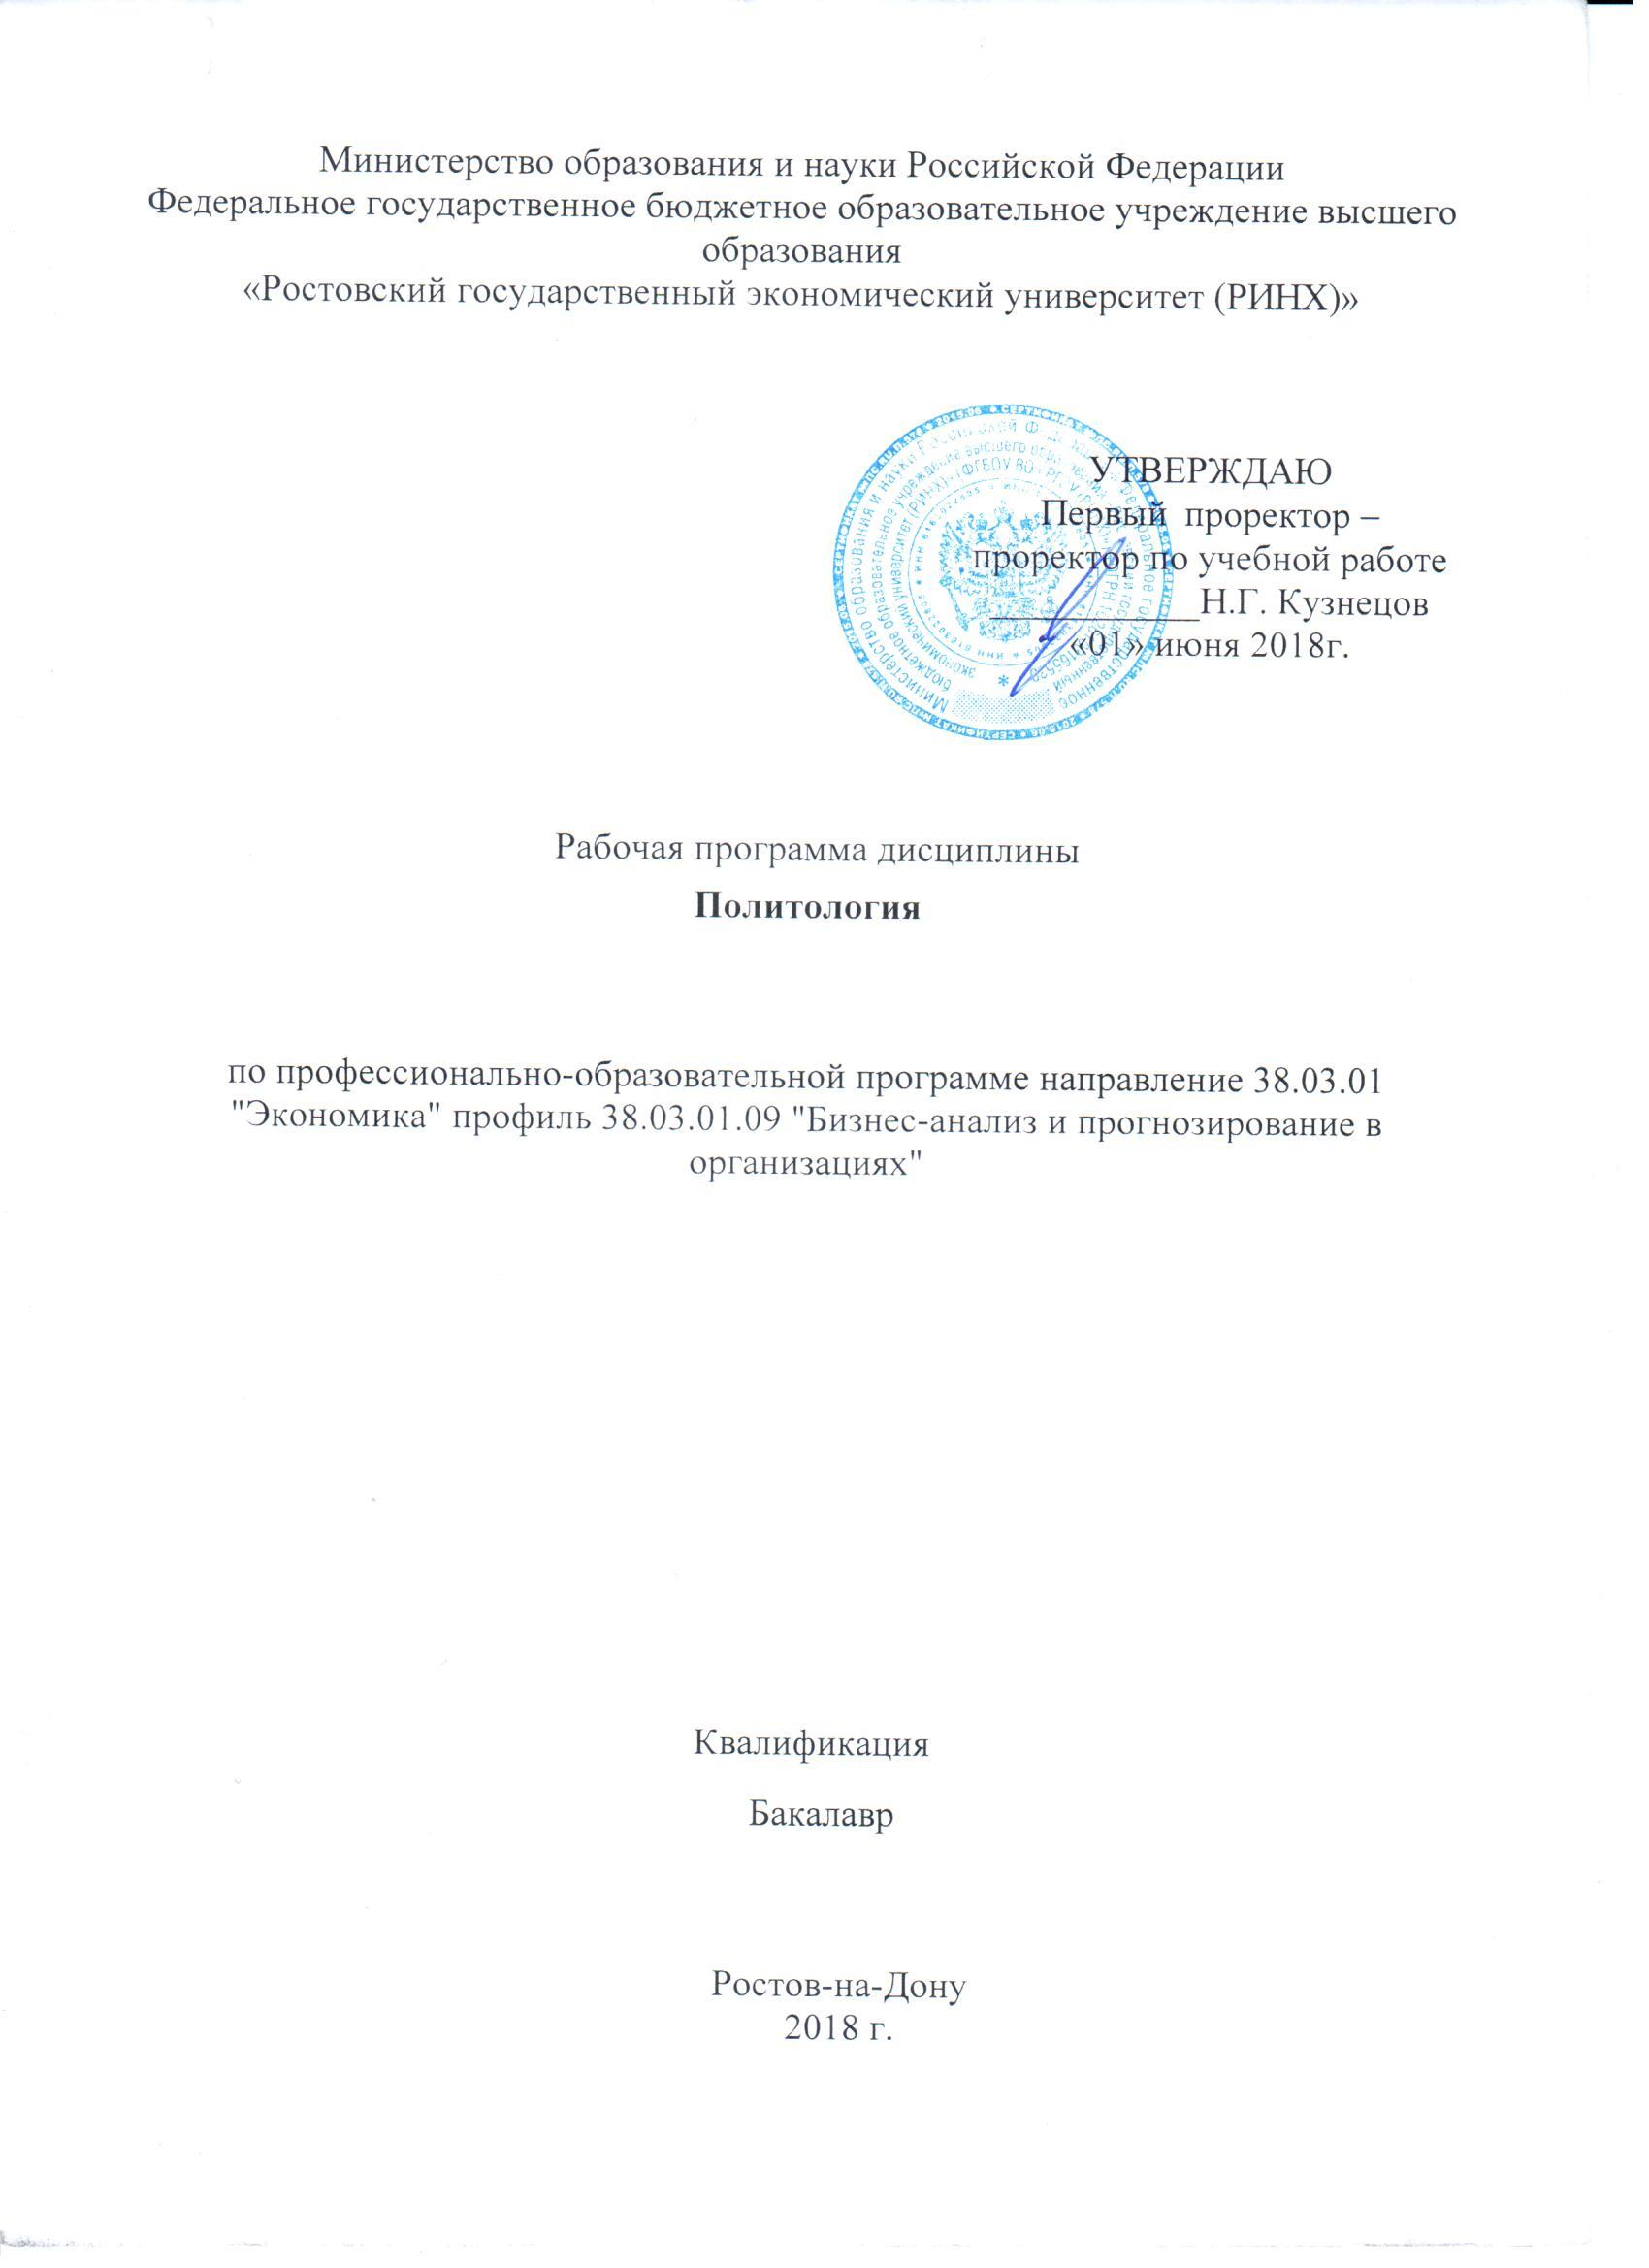 Министерство образования и науки Российской Федерации
Федеральное государственное бюджетное образовательное учреждение высшего
образования
«Ростовский государственный экономический университет (РИНХ)»
УТВЕРЖДАЮ
Первый проректор –
проректор по учебной работе
____________Н.Г. Кузнецов
«01» июня 2018г.
Рабочая программа дисциплины
Политология
по профессионально-образовательной программе направление 38.03.01
"Экономика" профиль 38.03.01.09 "Бизнес-анализ и прогнозирование в
организациях"
Квалификация
Бакалавр
Ростов-на-Дону
2018 г.